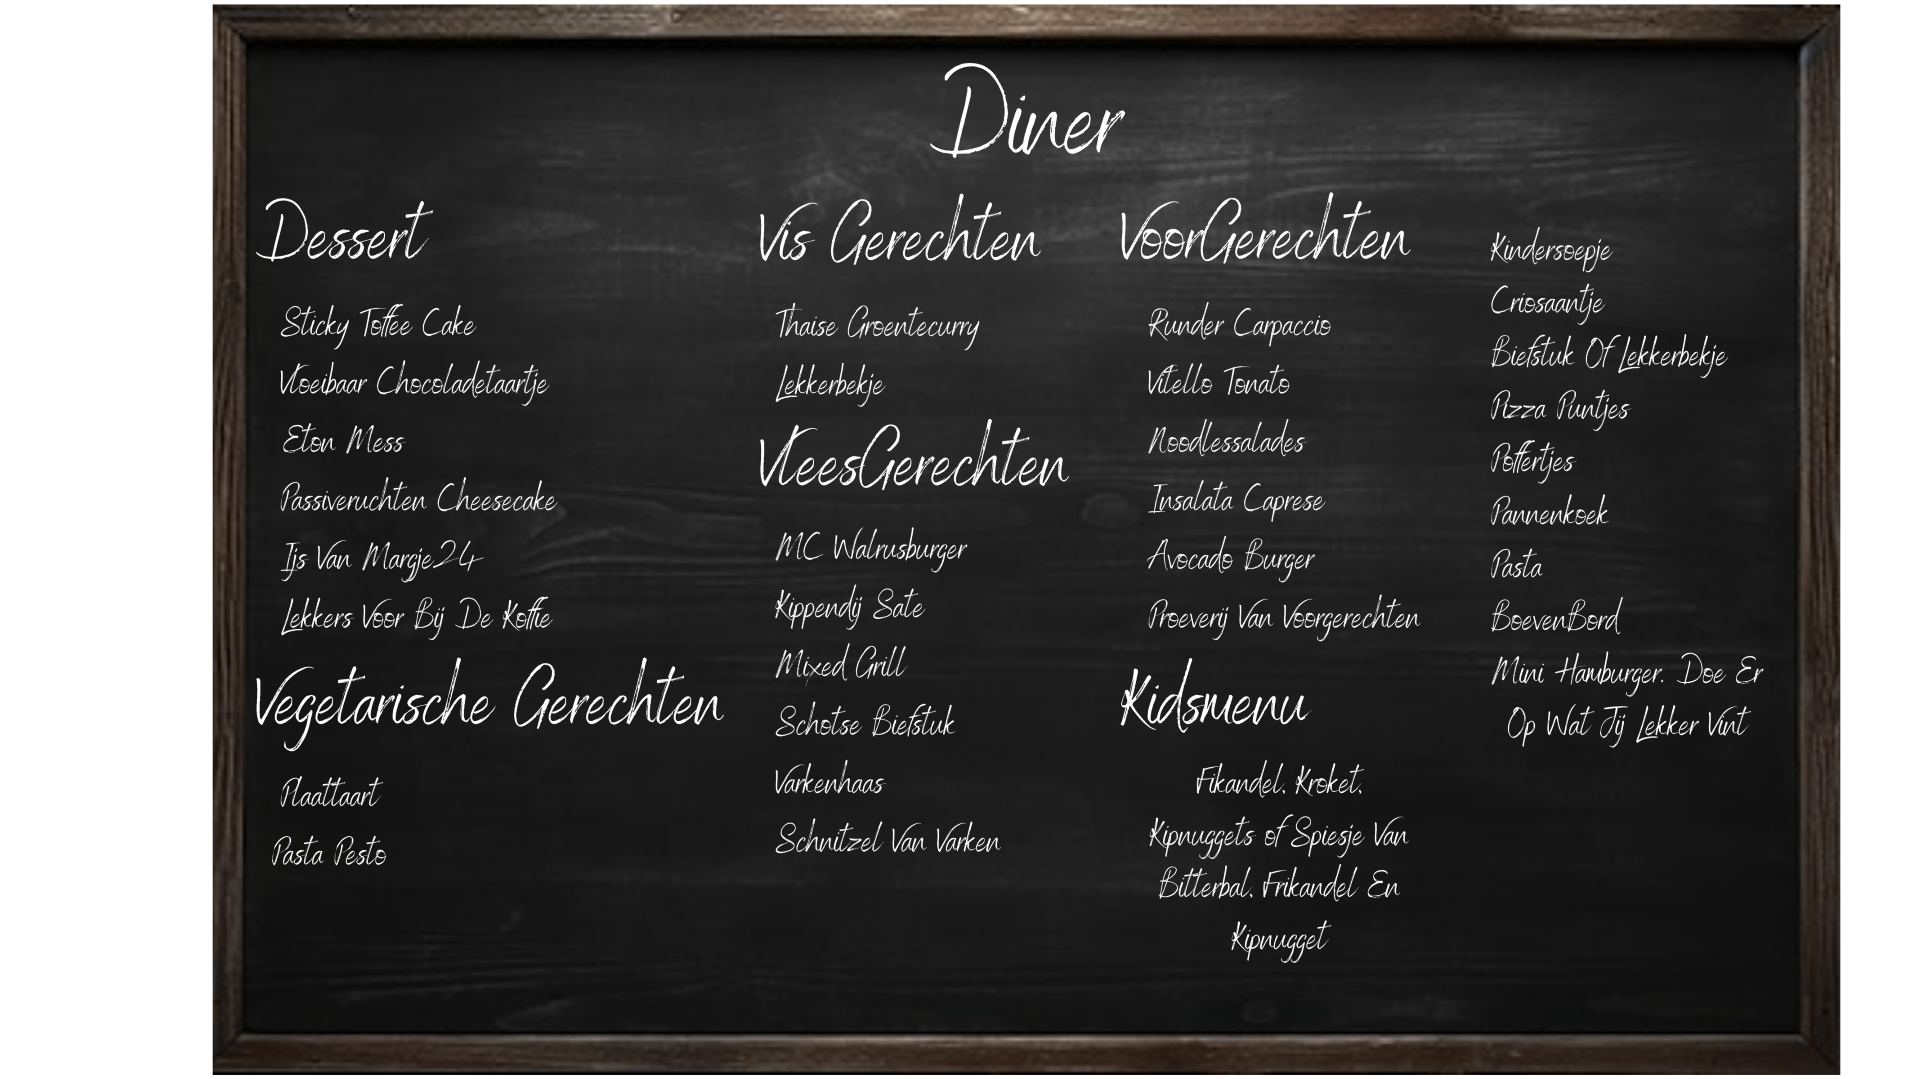 Diner
Dessert
Sticky Toffee Cake
Vloeibaar Chocoladetaartje
Eton Mess
Passiveruchten Cheesecake
Ijs Van Margje24
Lekkers Voor Bij De Koffie
Vegetarische Gerechten
Plaattaart
Pasta Pesto
Vis Gerechten
Thaise Groentecurry
Lekkerbekje
VleesGerechten
MC Walrusburger
Kippendij Sate
Mixed Grill
Schotse Biefstuk
Varkenhaas
Schnitzel Van Varken
VoorGerechten
Runder Carpaccio
Vitello Tonato
Noodlessalades
Insalata Caprese
Avocado Burger
Proeverij Van Voorgerechten
Kidsmenu
Fikandel, Kroket,
Kipnuggets of Spiesje Van
Bitterbal, Frikandel En
Kipnugget
Kindersoepje
Criosaantje
Biefstuk Of Lekkerbekje
Pizza Puntjes
Poffertjes
Pannenkoek
Pasta
BoevenBord
Mini Hamburger. Doe Er
Op Wat Jij Lekker Vint